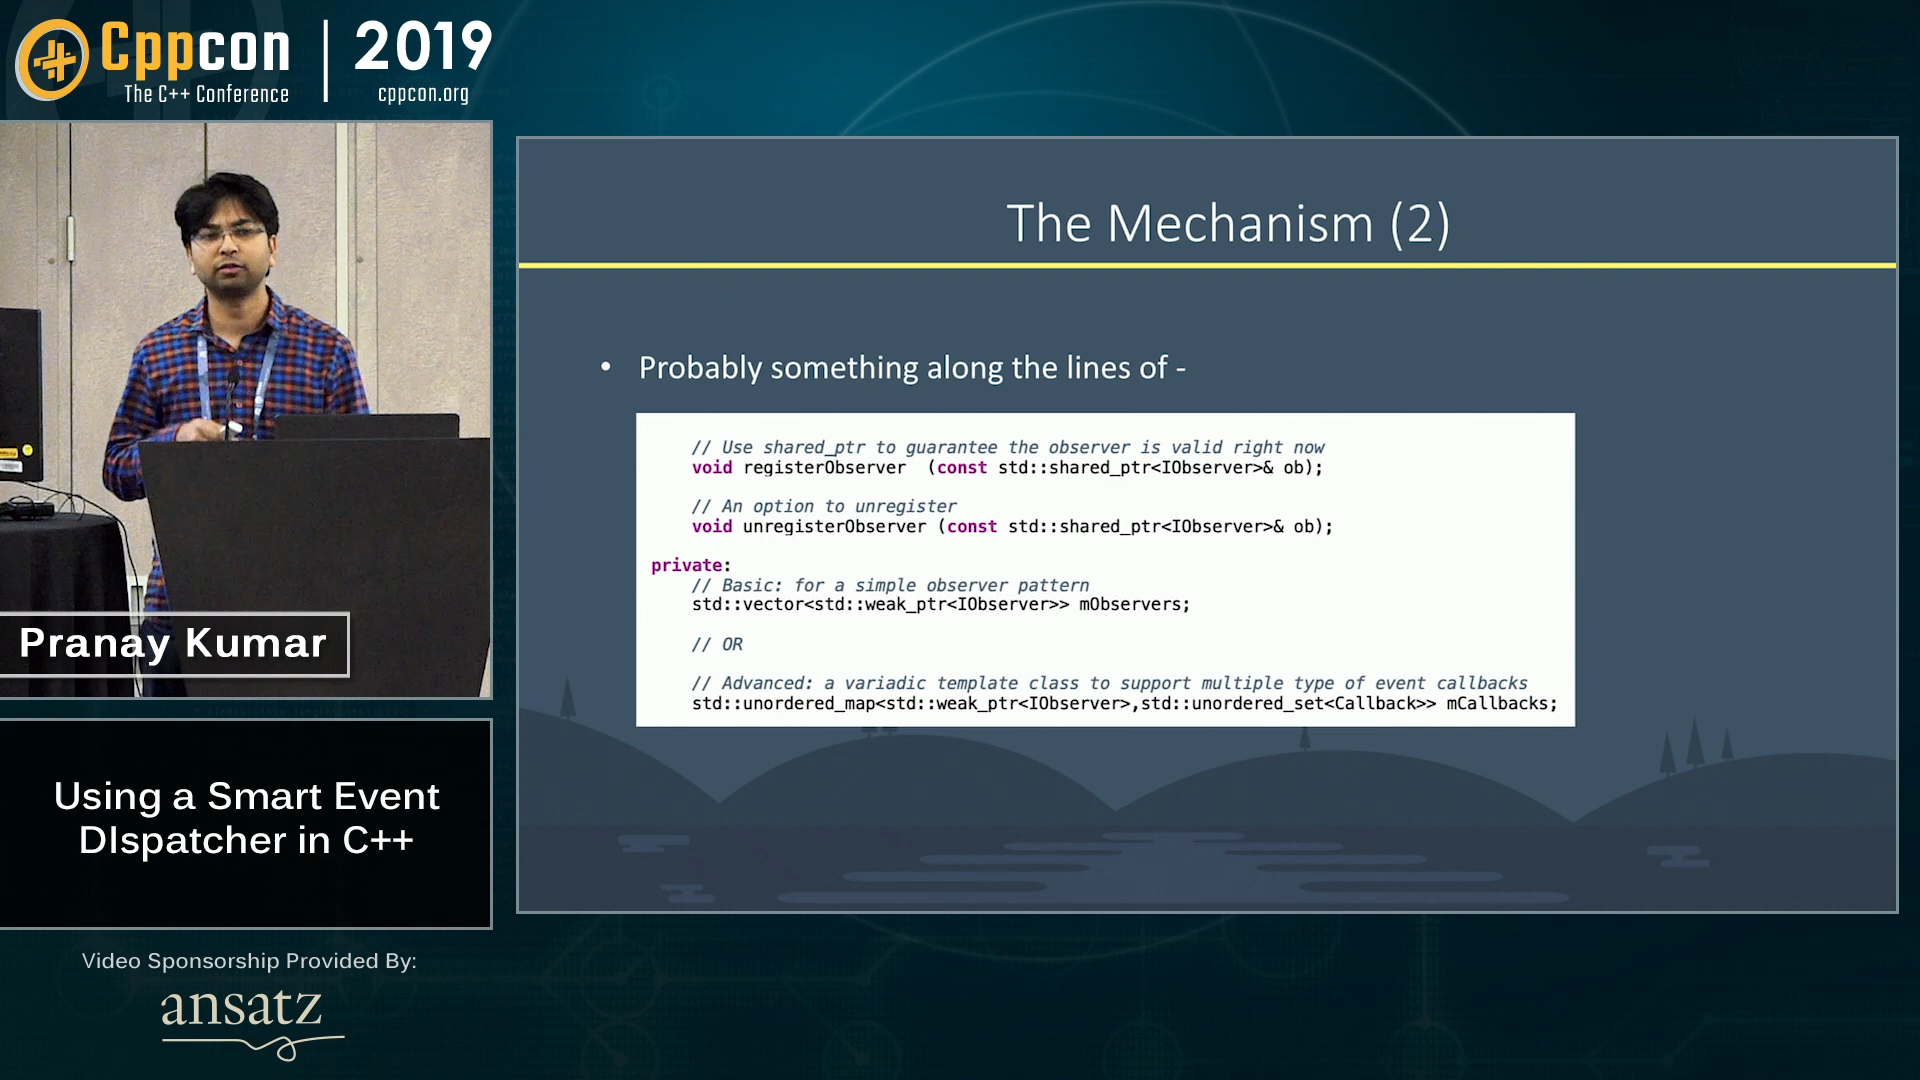 Cppcon
The C++ Conference
2019
cppcon.org
The Mechanism (2)
• Probably something along the lines of -
// Use shared_ptr to guarantee the observer is valid right now
void registerObserver  (const std::shared_ptr<IObserver>& ob);
// An option to unregister
void unregisterObserver (const std::shared_ptr<IObserver>& ob);
private:
// Basic: for a simple observer pattern
std::vector<std::weak_ptr<IObserver>> mObservers;
// OR
// Advanced: a variadic template class to support multiple type of event callbacks
std::unordered_map<std::weak_ptr<IObserver>,std::unordered_set<Callback>> mCallbacks;
Pranay Kumar
Using a Smart Event
DIspatcher in C++
Video Sponsorship Provided By:
ansatz